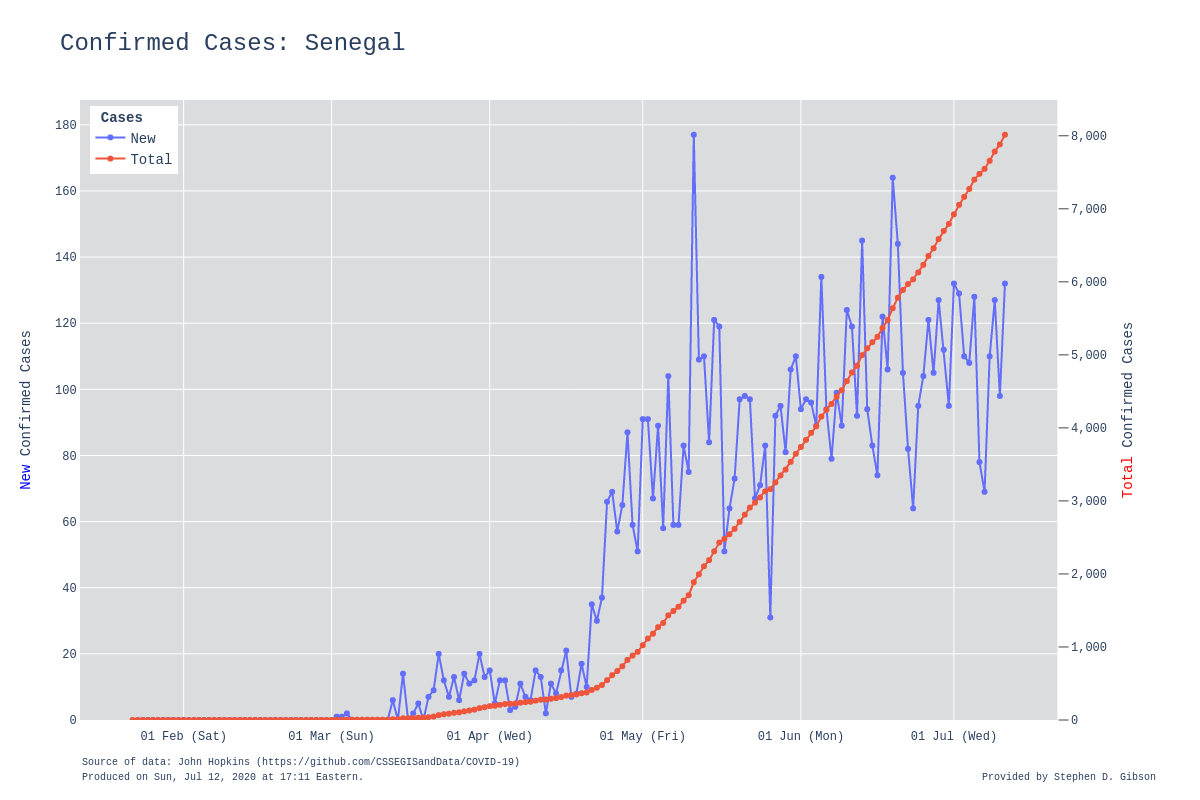 Confirmed Cases: Senegal
Cases
New
Total
180
160
140
120
100
80
60
40
20
0
8,000
7,000
6,000
5,000
4,000
3,000
2,000
1,000
0
New Confirmed Cases
Total Confirmed Cases
01 Feb (Sat)
01 Mar (Sun)
01 Apr (Wed)
01 May (Fri)
01 Jun (Mon)
01 Jul (Wed)
Source of data: John Hopkins (https://github.com/CSSEGISandData/COVID-19)
Produced on Sun, Jul 12, 2020 at 17:11 Eastern.
Provided by Stephen D. Gibson